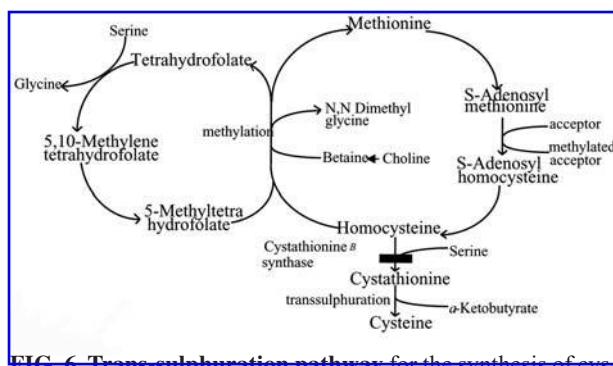 Serine
Methionine
Tetrahydrofolate
Glycine
S-Adenosyl
methionine
N,N Dimethyl
glycine
methylation
acceptor
5,10-Methylene
tetrahydrofolate
methylated
acceptor
Betaine
Choline
S-Adenosyl
homocysteine
5-Methyltetra
hydrofolate
Homocysteine
Cystathionine B
synthase
Serine
Cystathionine
transsulphuration
a-Ketobutyrate
Cysteine
FIG. 6. Trans-sulphuration pathway for the synthesis of